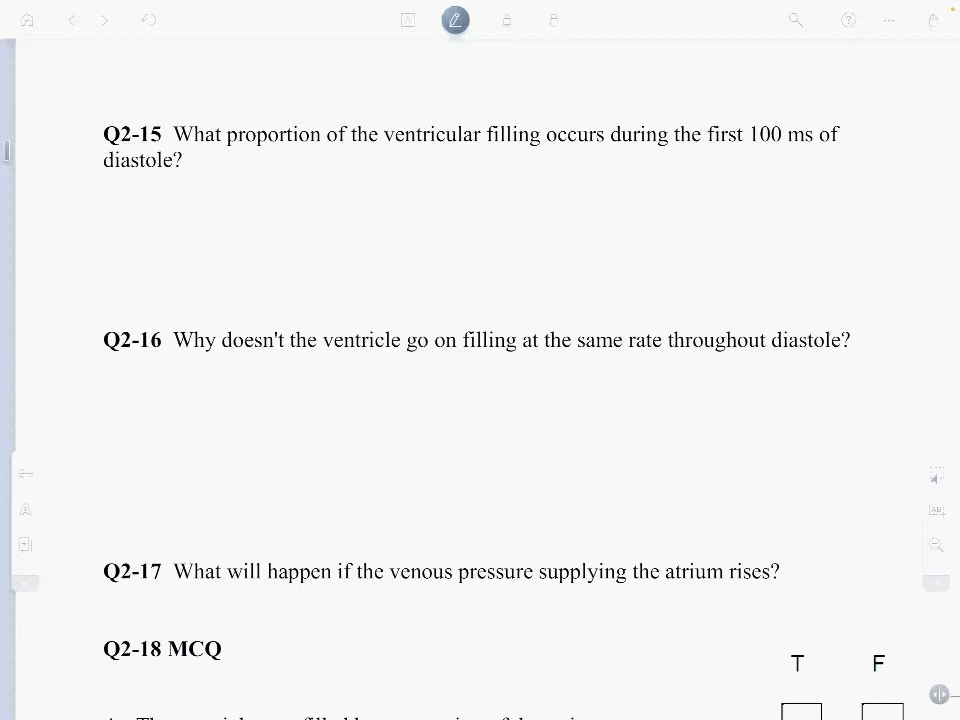 Q2-15 What proportion of the ventricular filling occurs during the first 100 ms of
diastole?
Q2-16 Why doesn't the ventricle go on filling at the same rate throughout diastole?
Q2-17 What will happen if the venous pressure supplying the atrium rises?
Q2-18 MCQ
T F